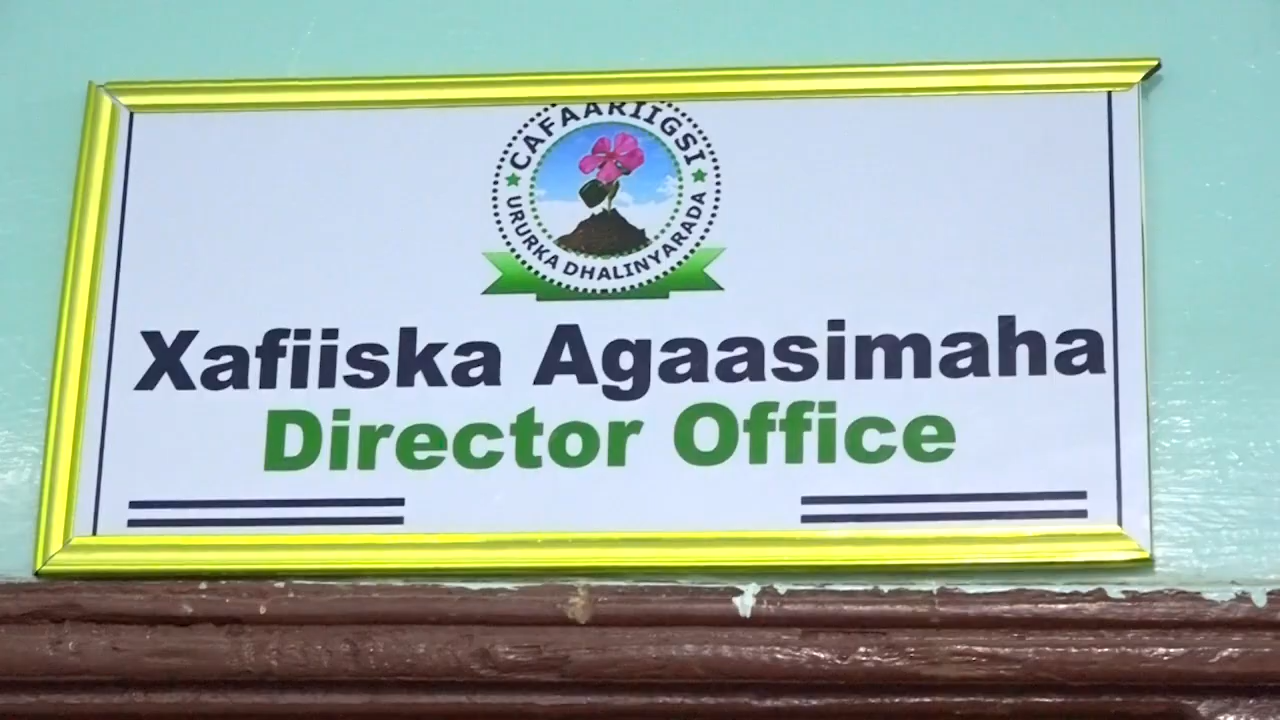 CAFAARIIGSI
URURKA DHALINYARADA
Xafiiska Agaasimaha
Director Office